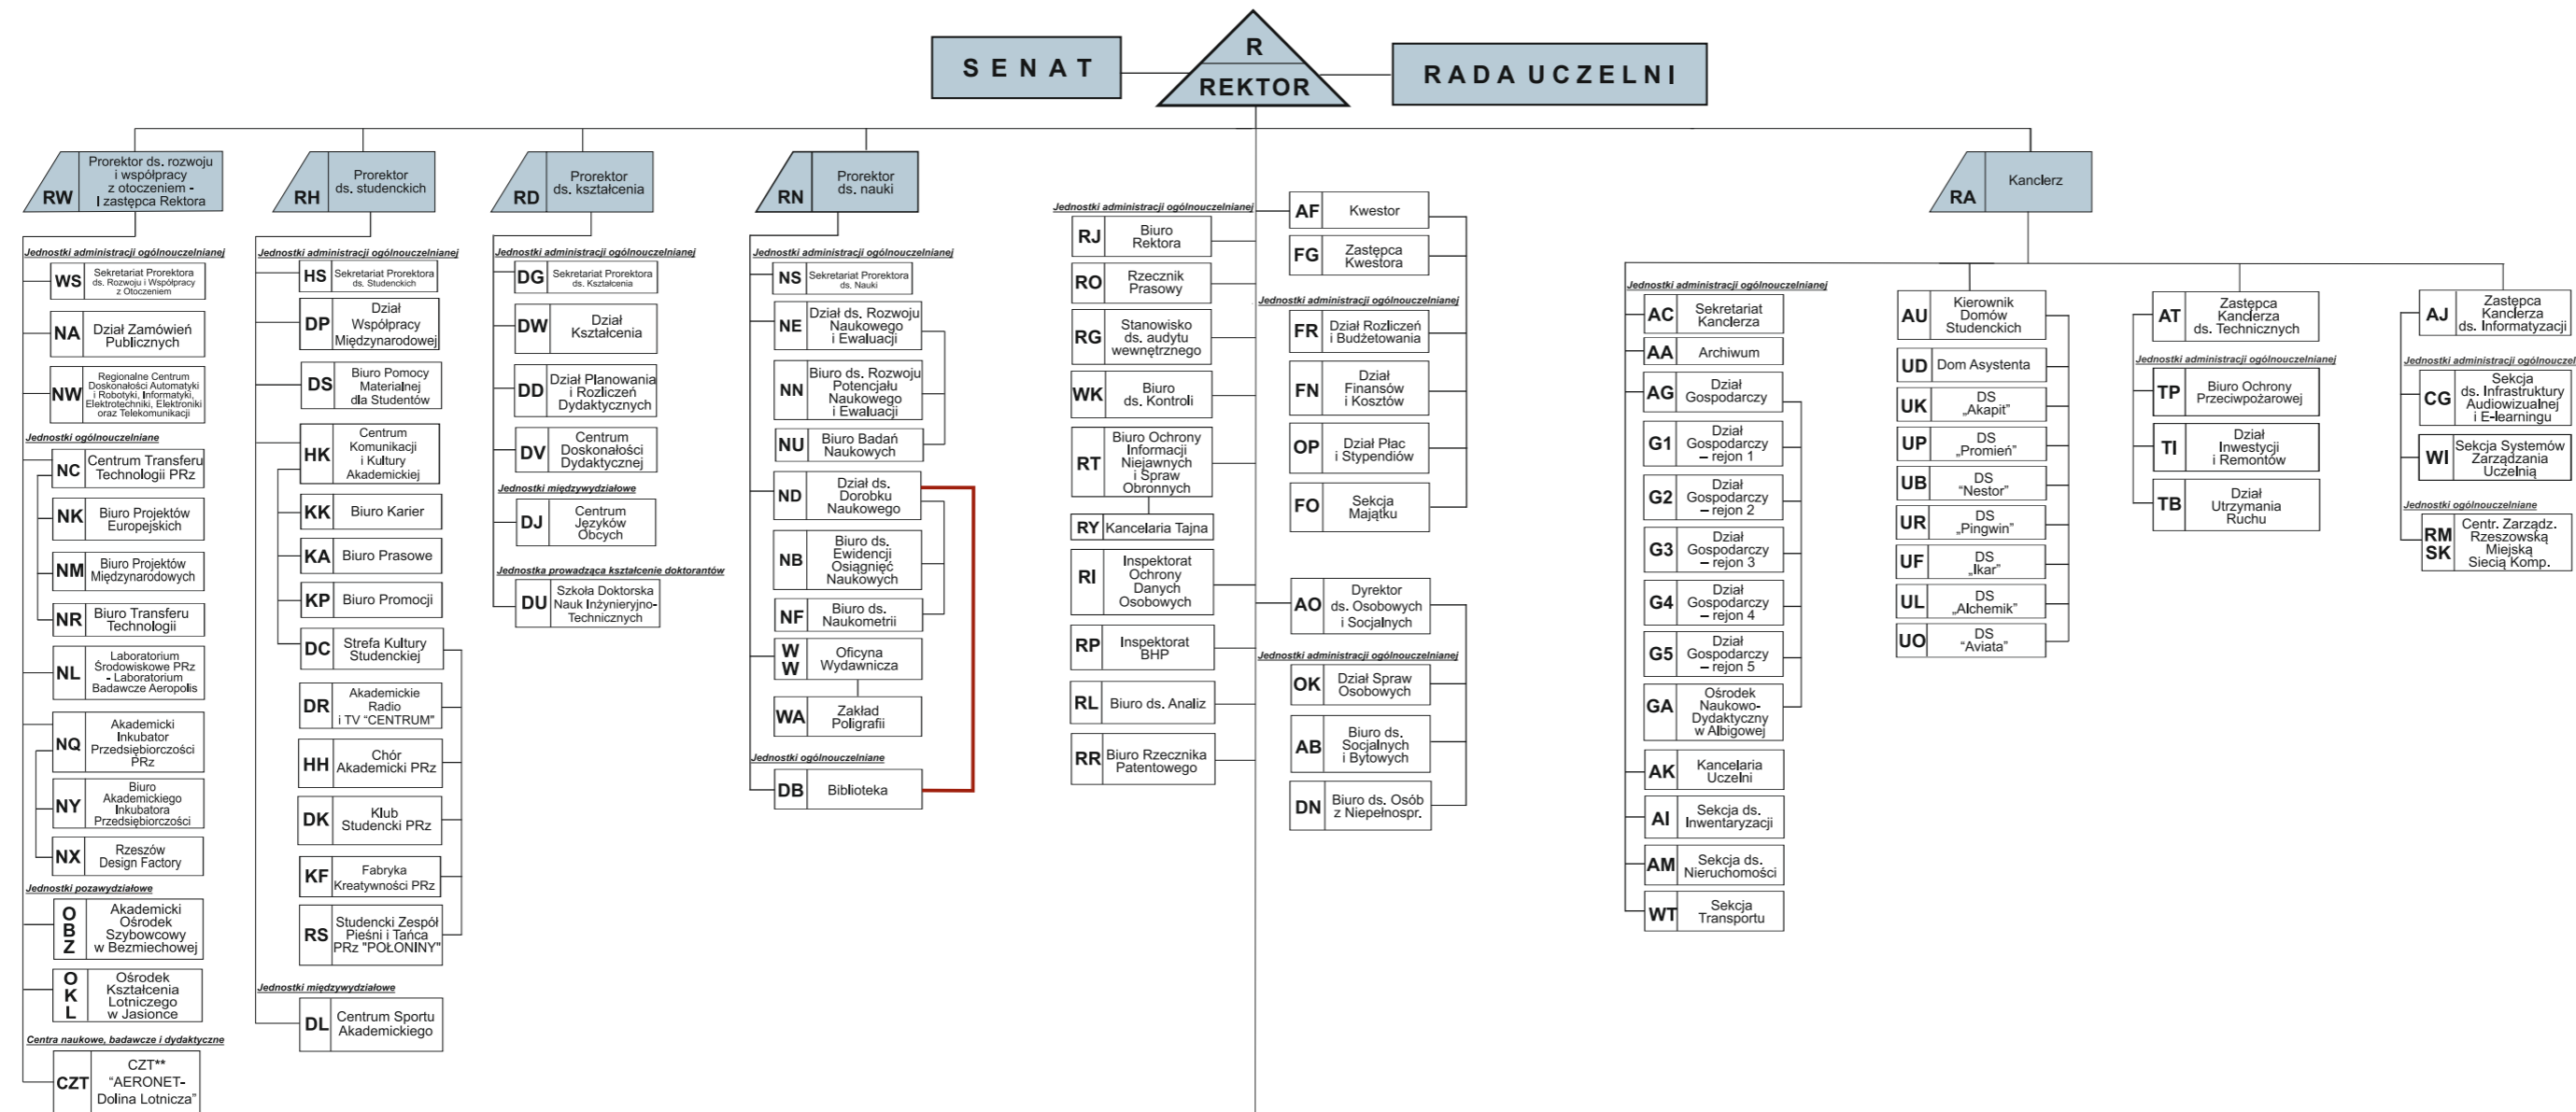 SENAT
R
REKTOR
RADA UCZELNI
RW
Prorektor ds. rozwoju
i współpracy
z otoczeniem -
I zastępca Rektora
Jednostki administracji ogólnouczelnianej
WS
Sekretariat Prorektora
ds. Rozwoju i Współpracy
z Otoczeniem
NA
Dział Zamówień
Publicznych
NW
Regionalne Centrum
Doskonałości Automatyki
i Robotyki, Informatyki,
Elektrotechniki, Elektroniki
oraz Telekomunikacji
Jednostki ogólnouczelniane
NC
Centrum Transferu
Technologii PRz
NK
Biuro Projektów
Europejskich
NM
Biuro Projektów
Międzynarodowych
NR
Biuro Transferu
Technologii
NL
Laboratorium
Środowiskowe PRz
- Laboratorium
Badawcze Aeropolis
NQ
Akademicki
Inkubator
Przedsiębiorczości
PRz
NY
Biuro
Akademickiego
Inkubatora
Przedsiębiorczości
NX
Rzeszów
Design Factory
Jednostki pozawydziałowe
O
B
Z
Akademicki
Ośrodek
Szybowcowy
w Bezmiechowej
O
K
L
Ośrodek
Kształcenia
Lotniczego
w Jasionce
Centra naukowe, badawcze i dydaktyczne
CZT
CZT**
"AERONET-
Dolina Lotnicza"
RH
Prorektor
ds. studenckich
Jednostki administracji ogólnouczelnianej
HS
Sekretariat Prorektora
ds. Studenckich
DP
Dział
Współpracy
Międzynarodowej
DS
Biuro Pomocy
Materialnej
dla Studentów
HK
Centrum
Komunikacji
i Kultury
Akademickiej
KK
Biuro Karier
KA
Biuro Prasowe
KP
Biuro Promocji
DC
Strefa Kultury
Studenckiej
DR
Akademickie
Radio
i TV "CENTRUM"
HH
Chór
Akademicki PRz
DK
Klub
Studencki PRz
KF
Fabryka
Kreatywności PRz
RS
Studencki Zespół
Pieśni i Tańca
PRz "POŁONINY"
Jednostki międzywydziałowe
DL
Centrum Sportu
Akademickiego
RD
Prorektor
ds. kształcenia
Jednostki administracji ogólnouczelnianej
DG
Sekretariat Prorektora
ds. Kształcenia
DW
Dział
Kształcenia
DD
Dział Planowania
i Rozliczeń
Dydaktycznych
DV
Centrum
Doskonałości
Dydaktycznej
Jednostki międzywydziałowe
DJ
Centrum
Języków
Obcych
Jednostka prowadząca kształcenie doktorantów
DU
Szkoła Doktorska
Nauk Inżynieryjno-
Technicznych
RN
Prorektor
ds. nauki
Jednostki administracji ogólnouczelnianej
NS
Sekretariat Prorektora
ds. Nauki
NE
Dział ds. Rozwoju
Naukowego
i Ewaluacji
NN
Biuro ds. Rozwoju
Potencjału
Naukowego
i Ewaluacji
NU
Biuro Badań
Naukowych
ND
Dział ds.
Dorobku
Naukowego
NB
Biuro ds.
Ewidencji
Osiągnięć
Naukowych
NF
Biuro ds.
Naukometrii
W
W
Oficyna
Wydawnicza
WA
Zakład
Poligrafii
Jednostki ogólnouczelniane
DB
Biblioteka
Jednostki administracji ogólnouczelnianej
RJ
Biuro
Rektora
RO
Rzecznik
Prasowy
RG
Stanowisko
ds. audytu
wewnętrznego
WK
Biuro
ds. Kontroli
RT
Biuro Ochrony
Informacji
Niejawnych
i Spraw
Obronnych
RY
Kancelaria Tajna
RI
Inspektorat
Ochrony
Danych
Osobowych
RP
Inspektorat
BHP
RL
Biuro ds. Analiz
RR
Biuro Rzecznika
Patentowego
AF
Kwestor
FG
Zastępca
Kwestora
Jednostki administracji ogólnouczelnianej
FR
Dział Rozliczeń
i Budżetowania
FN
Dział
Finansów
i Kosztów
OP
Dział Płac
i Stypendiów
FO
Sekcja
Majątku
AO
Dyrektor
ds. Osobowych
i Socjalnych
Jednostki administracji ogólnouczelnianej
OK
Dział Spraw
Osobowych
AB
Biuro ds.
Socjalnych
i Bytowych
DN
Biuro ds. Osób
z Niepełnospr.
RA
Kanclerz
Jednostki administracji ogólnouczelnianej
AC
Sekretariat
Kanclerza
AA
Archiwum
AG
Dział
Gospodarczy
G1
Dział
Gospodarczy
– rejon 1
G2
Dział
Gospodarczy
– rejon 2
G3
Dział
Gospodarczy
– rejon 3
G4
Dział
Gospodarczy
– rejon 4
G5
Dział
Gospodarczy
– rejon 5
GA
Ośrodek
Naukowo-
Dydaktyczny
w Albigowej
AK
Kancelaria
Uczelni
AI
Sekcja ds.
Inwentaryzacji
AM
Sekcja ds.
Nieruchomości
WT
Sekcja
Transportu
AU
Kierownik
Domów
Studenckich
UD
Dom Asystenta
UK
DS
„Akapit"
UP
DS
„Promień"
UB
DS
"Nestor"
UR
DS
„Pingwin"
UF
DS
„Ikar"
UL
DS
„Alchemik"
UO
DS
"Aviata"
AT
Zastępca
Kanclerza
ds. Technicznych
Jednostki administracji ogólnouczelnianej
TP
Biuro Ochrony
Przeciwpożarowej
TI
Dział
Inwestycji
i Remontów
TB
Dział
Utrzymania
Ruchu
AJ
Zastępca
Kanclerza
ds. Informatyzacji
Jednostki administracji ogólnouczel
CG
Sekcja
ds. Infrastruktury
Audiowizualnej
i E-learningu
WI
Sekcja Systemów
Zarządzania
Uczelnią
Jednostki ogólnouczelniane
RM
SK
Centr. Zarządz.
Rzeszowską
Miejską
Siecią Komp.